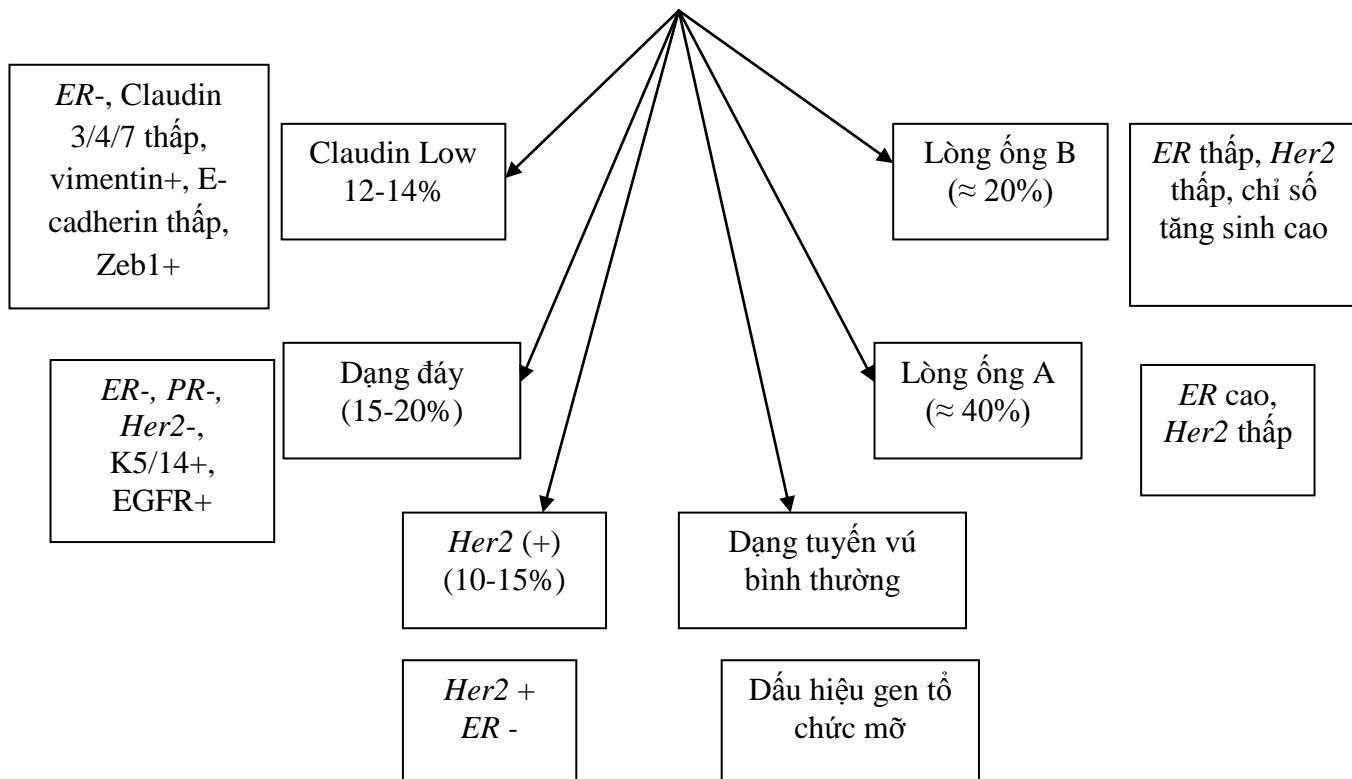 ER-, Claudin
3/4/7 thấp,
vimentin+, E-
cadherin thấp,
Zeb1+
Claudin Low
12-14%
Lòng ống B
(≈ 20%)
ER thấp, Her2
thấp, chỉ số
tăng sinh cao
ER-, PR-,
Her2-,
K5/14+,
EGFR+
Dạng đáy
(15-20%)
Lòng ống A
(≈ 40%)
ER cao,
Her2 thấp
Her2 (+)
(10-15%)
Dạng tuyến vú
bình thường
Her2 +
ER -
Dấu hiệu gen tổ
chức mỡ